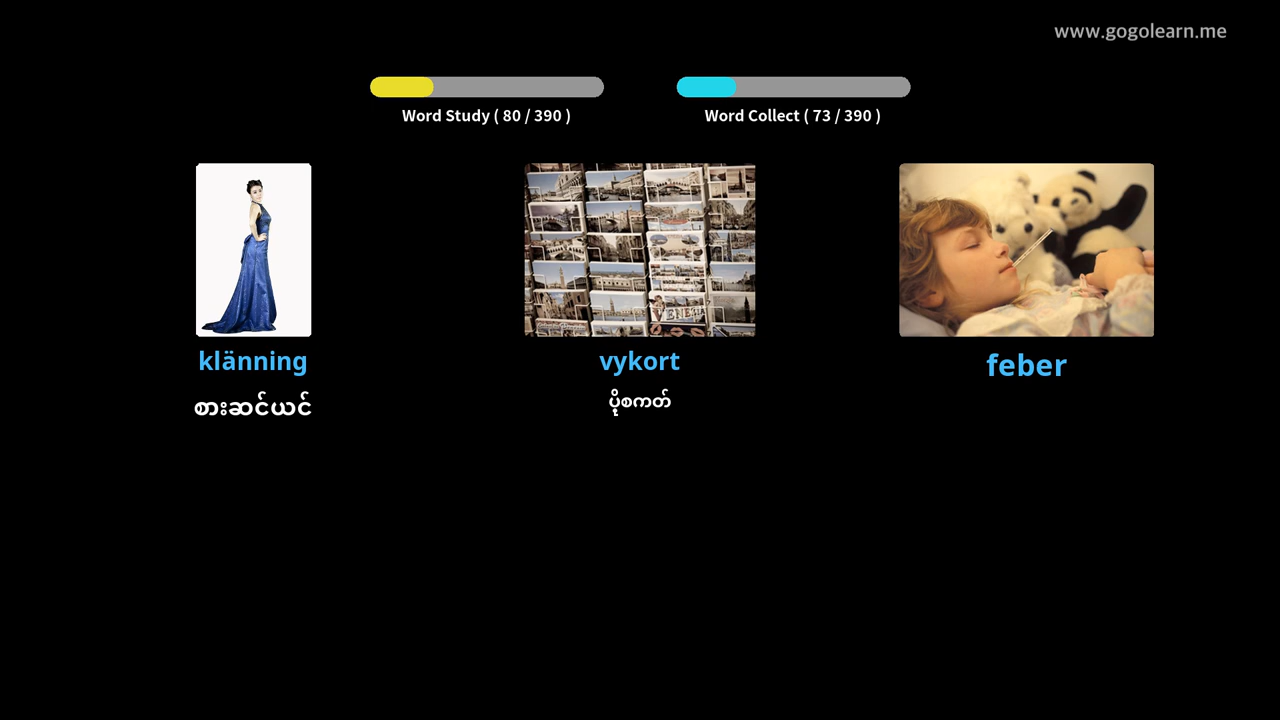 www.gogolearn.me
Word Study ( 80 / 390 )
Word Collect ( 73 / 390 )
VENEZ
klänning
vykort
feber
စားဆင်ယင်
ပို့စကတ်